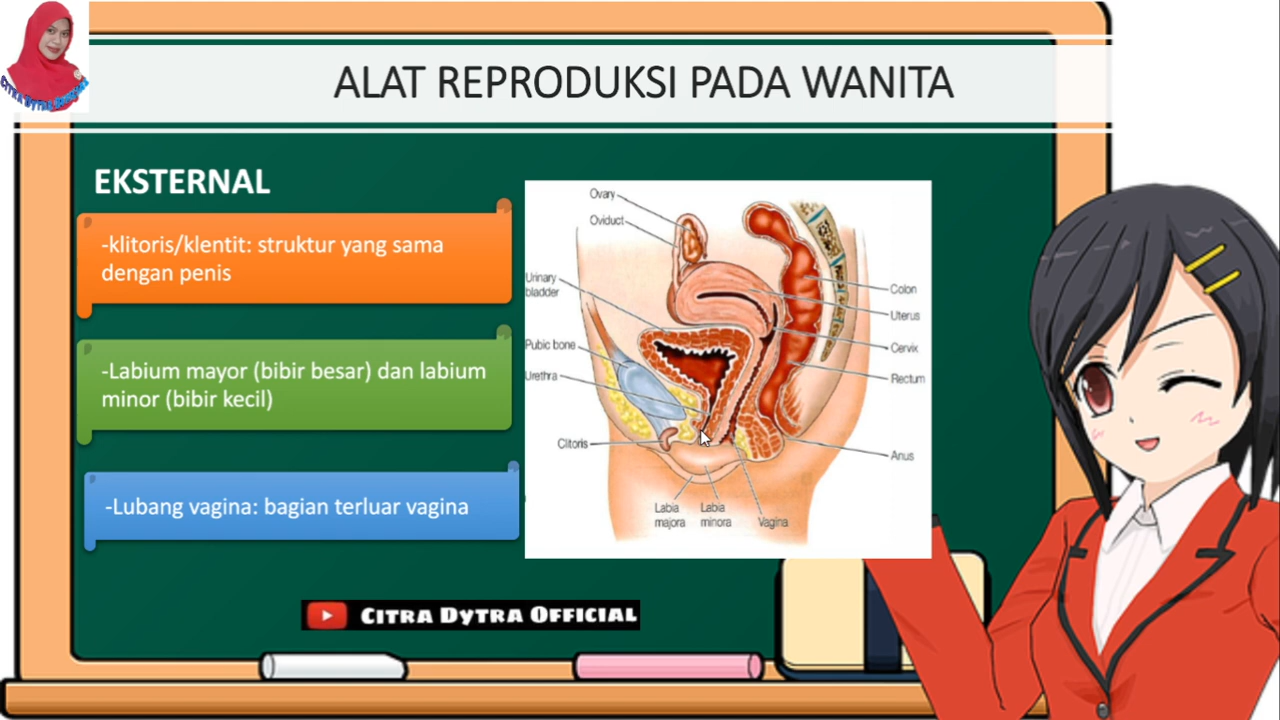 ALAT REPRODUKSI PADA WANITA
EKSTERNAL
-klitoris/klentit: struktur yang sama
dengan penis
-Labium mayor (bibir besar) dan labium
minor (bibir kecil)
-Lubang vagina: bagian terluar vagina
Ovary
Oviduct
Urinary
bladder
Pubic bone
Urethra
Clitoris
Labia
majora
Labia
minora
Vagina
Colon
Uterus
Cervix
Rectum
Anus
CITRA DYTRA OFFICIAL